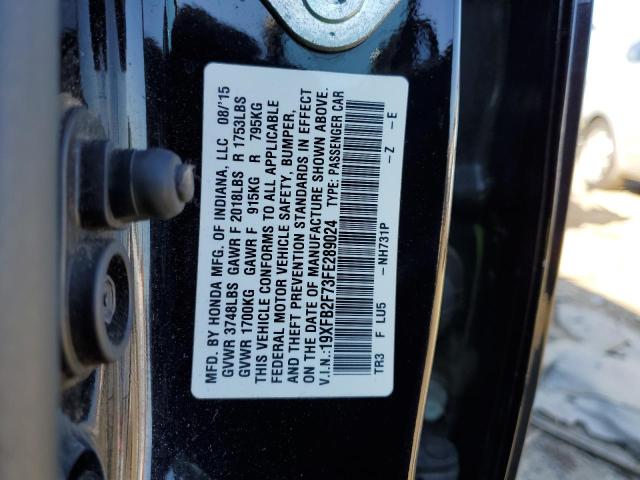 MFD. BY HONDA MFG. OF INDIANA, LLC 08/'15
GVWR 3748LBS GAWR F 2018LBS R 1753LBS
GVWR 1700KG GAWR F 915KG R 795KG
THIS VEHICLE CONFORMS TO ALL APPLICABLE
FEDERAL MOTOR VEHICLE SAFETY, BUMPER,
AND THEFT PREVENTION STANDARDS IN EFFECT
ON THE DATE OF MANUFACTURE SHOWN ABOVE.
V.I.N.:19XFB2F73FE289024 TYPE: PASSENGER CAR
TR3 F LU5 -NH731P -Z -E